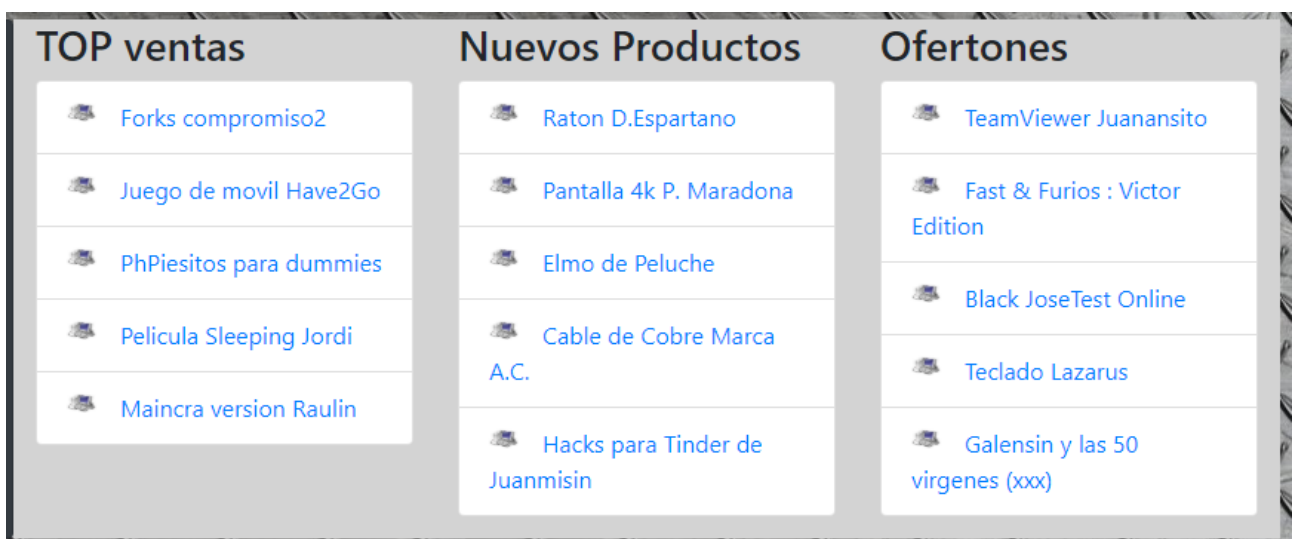 TOP ventas
Forks compromiso2
Juego de movil Have2Go
PhPiesitos para dummies
Pelicula Sleeping Jordi
Maincra version Raulin
Nuevos Productos
Raton D.Espartano
Pantalla 4k P. Maradona
Elmo de Peluche
Cable de Cobre Marca
A.C.
Hacks para Tinder de
Juanmisin
Ofertones
TeamViewer Juanansito
Fast & Furios : Victor
Edition
Black JoseTest Online
Teclado Lazarus
Galensin y las 50
virgenes (xxx)